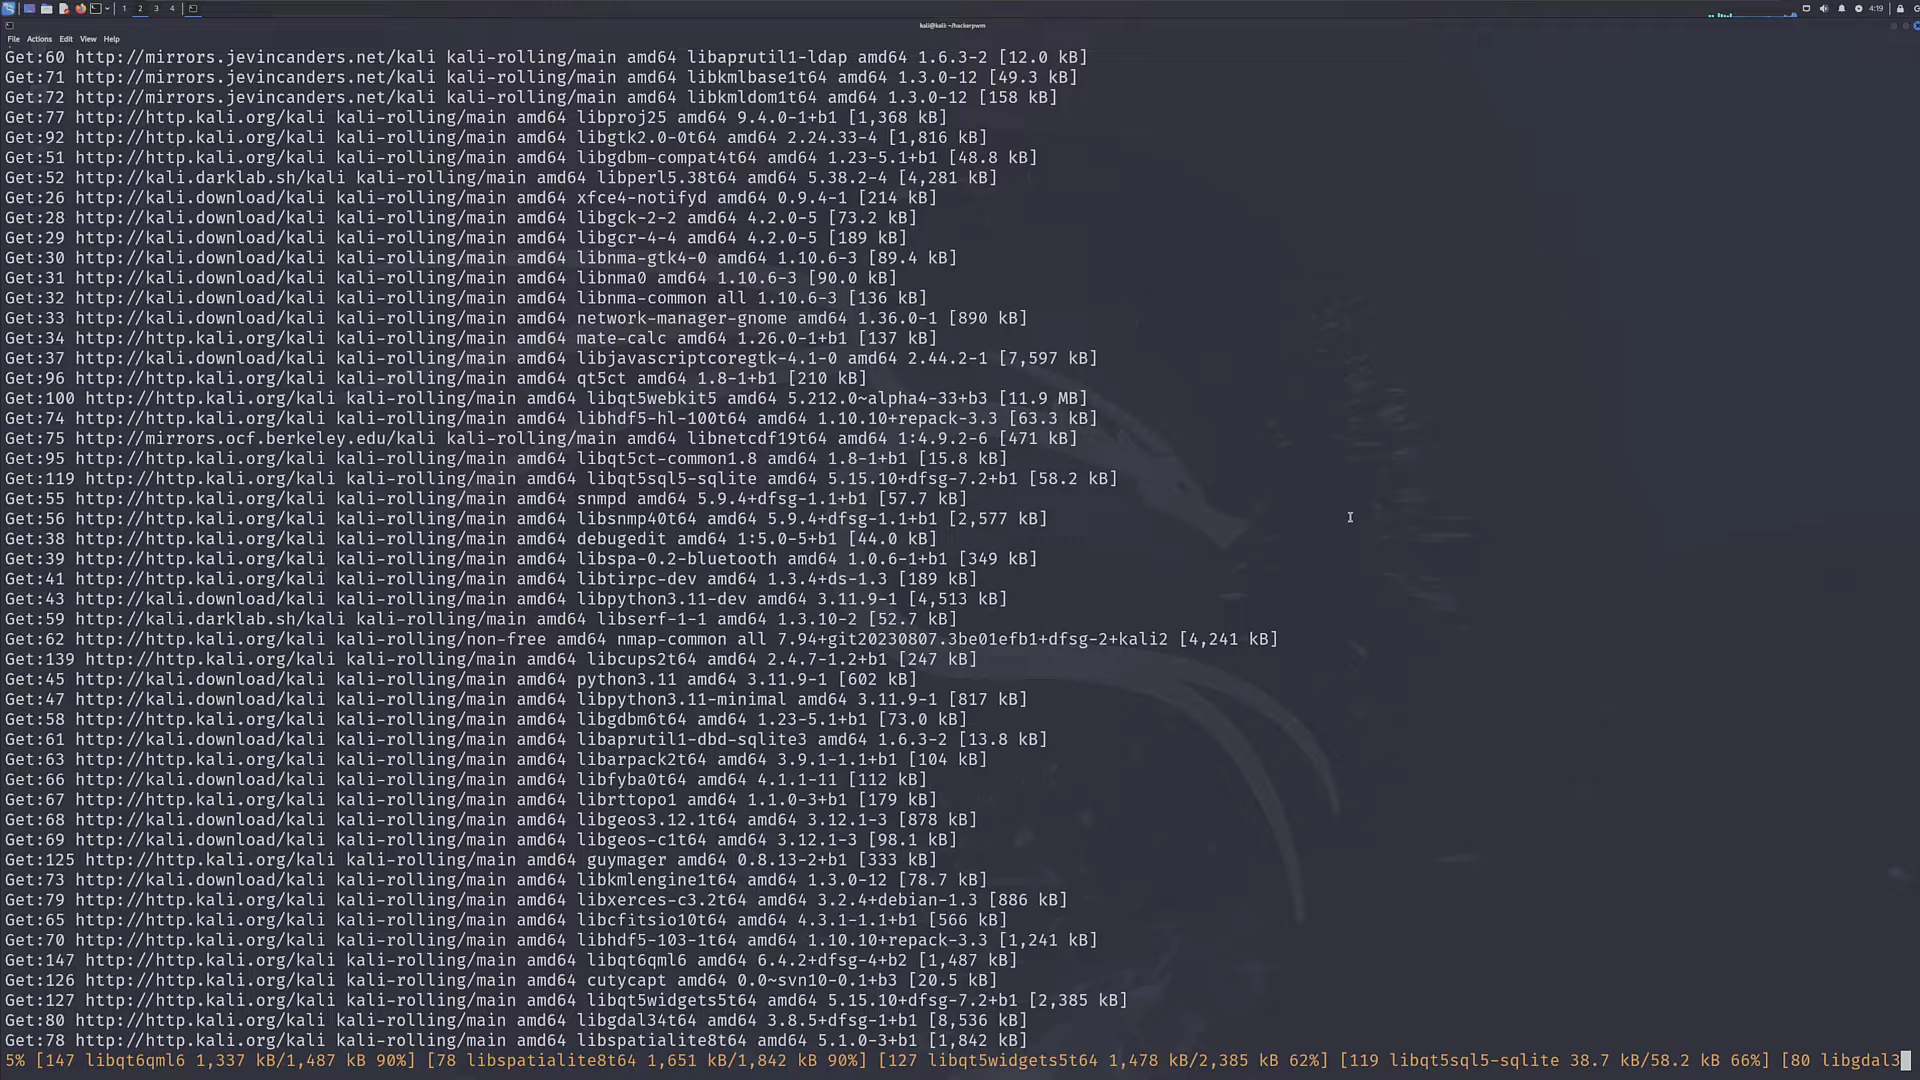 1 2 3 4
4:19
kali@kali: ~/hackerpwm
File Actions Edit View Help
Get:60 http://mirrors.jevincanders.net/kali kali-rolling/main amd64 libaprutil1-ldap amd64 1.6.3-2 [12.0 kB]
Get:71 http://mirrors.jevincanders.net/kali kali-rolling/main amd64 libkmlbase1t64 amd64 1.3.0-12 [49.3 kB]
Get:72 http://mirrors.jevincanders.net/kali kali-rolling/main amd64 libkmldom1t64 amd64 1.3.0-12 [158 kB]
Get:77 http://http.kali.org/kali kali-rolling/main amd64 libproj25 amd64 9.4.0-1+b1 [1,368 kB]
Get:92 http://http.kali.org/kali kali-rolling/main amd64 libgtk2.0-0t64 amd64 2.24.33-4 [1,816 kB]
Get:51 http://http.kali.org/kali kali-rolling/main amd64 libgdbm-compat4t64 amd64 1.23-5.1+b1 [48.8 kB]
Get:52 http://kali.darklab.sh/kali kali-rolling/main amd64 libperl5.38t64 amd64 5.38.2-4 [4,281 kB]
Get:26 http://kali.download/kali kali-rolling/main amd64 xfce4-notifyd amd64 0.9.4-1 [214 kB]
Get:28 http://kali.download/kali kali-rolling/main amd64 libgck-2-2 amd64 4.2.0-5 [73.2 kB]
Get:29 http://kali.download/kali kali-rolling/main amd64 libgcr-4-4 amd64 4.2.0-5 [189 kB]
Get:30 http://kali.download/kali kali-rolling/main amd64 libnma-gtk4-0 amd64 1.10.6-3 [89.4 kB]
Get:31 http://kali.download/kali kali-rolling/main amd64 libnma0 amd64 1.10.6-3 [90.0 kB]
Get:32 http://kali.download/kali kali-rolling/main amd64 libnma-common all 1.10.6-3 [136 kB]
Get:33 http://kali.download/kali kali-rolling/main amd64 network-manager-gnome amd64 1.36.0-1 [890 kB]
Get:34 http://kali.download/kali kali-rolling/main amd64 mate-calc amd64 1.26.0-1+b1 [137 kB]
Get:37 http://kali.download/kali kali-rolling/main amd64 libjavascriptcoregtk-4.1-0 amd64 2.44.2-1 [7,597 kB]
Get:96 http://http.kali.org/kali kali-rolling/main amd64 qt5ct amd64 1.8-1+b1 [210 kB]
Get:100 http://http.kali.org/kali kali-rolling/main amd64 libqt5webkit5 amd64 5.212.0~alpha4-33+b3 [11.9 MB]
Get:74 http://http.kali.org/kali kali-rolling/main amd64 libhdf5-hl-100t64 amd64 1.10.10+repack-3.3 [63.3 kB]
Get:75 http://mirrors.ocf.berkeley.edu/kali kali-rolling/main amd64 libnetcdf19t64 amd64 1:4.9.2-6 [471 kB]
Get:95 http://http.kali.org/kali kali-rolling/main amd64 libqt5ct-common1.8 amd64 1.8-1+b1 [15.8 kB]
Get:119 http://http.kali.org/kali kali-rolling/main amd64 libqt5sql5-sqlite amd64 5.15.10+dfsg-7.2+b1 [58.2 kB]
Get:55 http://http.kali.org/kali kali-rolling/main amd64 snmpd amd64 5.9.4+dfsg-1.1+b1 [57.7 kB]
Get:56 http://http.kali.org/kali kali-rolling/main amd64 libsnmp40t64 amd64 5.9.4+dfsg-1.1+b1 [2,577 kB]
Get:38 http://kali.download/kali kali-rolling/main amd64 debugedit amd64 1:5.0-5+b1 [44.0 kB]
Get:39 http://kali.download/kali kali-rolling/main amd64 libspa-0.2-bluetooth amd64 1.0.6-1+b1 [349 kB]
Get:41 http://kali.download/kali kali-rolling/main amd64 libtirpc-dev amd64 1.3.4+ds-1.3 [189 kB]
Get:43 http://kali.download/kali kali-rolling/main amd64 libpython3.11-dev amd64 3.11.9-1 [4,513 kB]
Get:59 http://kali.darklab.sh/kali kali-rolling/main amd64 libserf-1-1 amd64 1.3.10-2 [52.7 kB]
Get:62 http://http.kali.org/kali kali-rolling/non-free amd64 nmap-common all 7.94+git20230807.3be01efb1+dfsg-2+kali2 [4,241 kB]
Get:139 http://http.kali.org/kali kali-rolling/main amd64 libcups2t64 amd64 2.4.7-1.2+b1 [247 kB]
Get:45 http://kali.download/kali kali-rolling/main amd64 python3.11 amd64 3.11.9-1 [602 kB]
Get:47 http://kali.download/kali kali-rolling/main amd64 libpython3.11-minimal amd64 3.11.9-1 [817 kB]
Get:58 http://kali.download/kali kali-rolling/main amd64 libgdbm6t64 amd64 1.23-5.1+b1 [73.0 kB]
Get:61 http://kali.download/kali kali-rolling/main amd64 libaprutil1-dbd-sqlite3 amd64 1.6.3-2 [13.8 kB]
Get:63 http://kali.download/kali kali-rolling/main amd64 libarpack2t64 amd64 3.9.1-1.1+b1 [104 kB]
Get:66 http://kali.download/kali kali-rolling/main amd64 libfyba0t64 amd64 4.1.1-11 [112 kB]
Get:67 http://http.kali.org/kali kali-rolling/main amd64 librttopo1 amd64 1.1.0-3+b1 [179 kB]
Get:68 http://kali.download/kali kali-rolling/main amd64 libgeos3.12.1t64 amd64 3.12.1-3 [878 kB]
Get:69 http://kali.download/kali kali-rolling/main amd64 libgeos-c1t64 amd64 3.12.1-3 [98.1 kB]
Get:125 http://http.kali.org/kali kali-rolling/main amd64 guymager amd64 0.8.13-2+b1 [333 kB]
Get:73 http://kali.download/kali kali-rolling/main amd64 libkmlengine1t64 amd64 1.3.0-12 [78.7 kB]
Get:79 http://http.kali.org/kali kali-rolling/main amd64 libxerces-c3.2t64 amd64 3.2.4+debian-1.3 [886 kB]
Get:65 http://http.kali.org/kali kali-rolling/main amd64 libcfitsio10t64 amd64 4.3.1-1.1+b1 [566 kB]
Get:70 http://http.kali.org/kali kali-rolling/main amd64 libhdf5-103-1t64 amd64 1.10.10+repack-3.3 [1,241 kB]
Get:147 http://http.kali.org/kali kali-rolling/main amd64 libqt6qml6 amd64 6.4.2+dfsg-4+b2 [1,487 kB]
Get:126 http://http.kali.org/kali kali-rolling/main amd64 cutycapt amd64 0.0~svn10-0.1+b3 [20.5 kB]
Get:127 http://http.kali.org/kali kali-rolling/main amd64 libqt5widgets5t64 amd64 5.15.10+dfsg-7.2+b1 [2,385 kB]
Get:80 http://http.kali.org/kali kali-rolling/main amd64 libgdal34t64 amd64 3.8.5+dfsg-1+b1 [8,536 kB]
Get:78 http://http.kali.org/kali kali-rolling/main amd64 libspatialite8t64 amd64 5.1.0-3+b1 [1,842 kB]
5% [147 libqt6qml6 1,337 kB/1,487 kB 90%] [78 libspatialite8t64 1,651 kB/1,842 kB 90%] [127 libqt5widgets5t64 1,478 kB/2,385 kB 62%] [119 libqt5sql5-sqlite 38.7 kB/58.2 kB 66%] [80 libgdal3